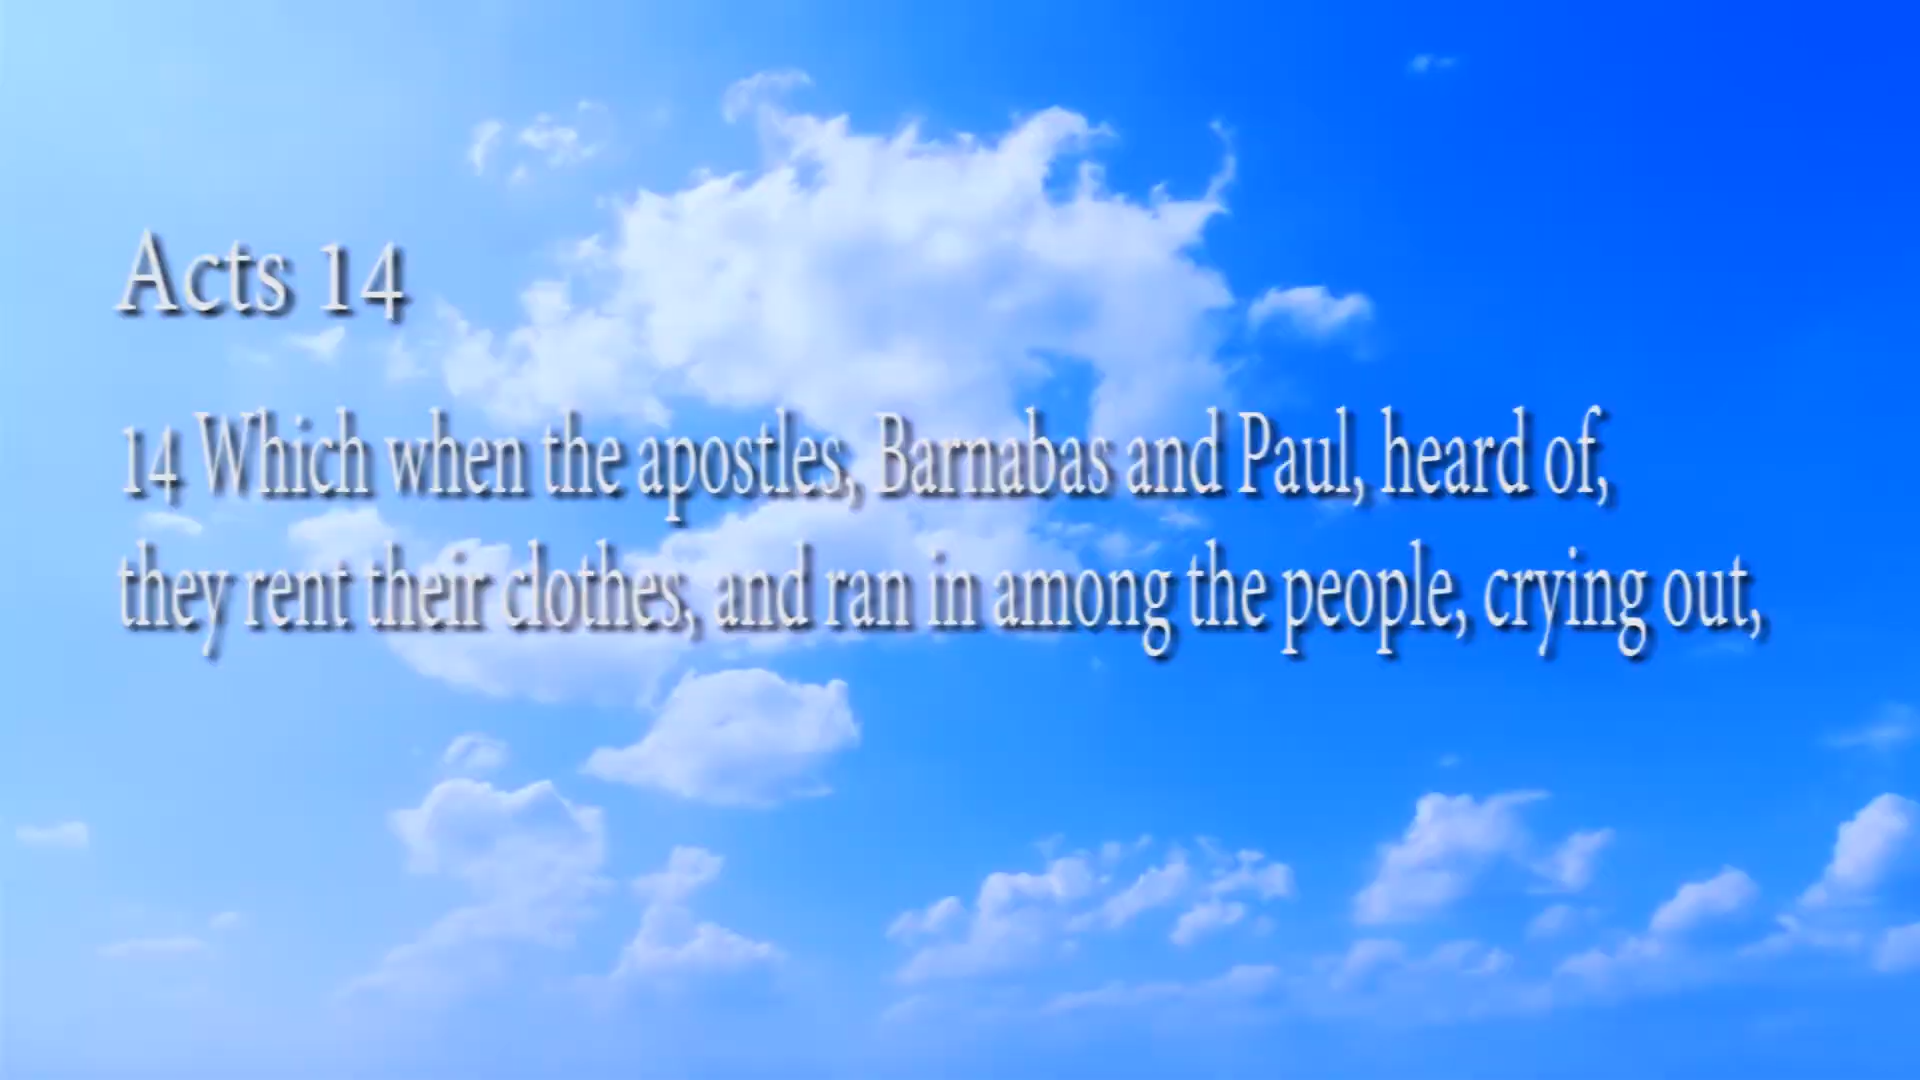 Acts 14
14 Which when the apostles, Barnabas and Paul, heard of,
they rent their clothes, and ran in among the people, crying out,